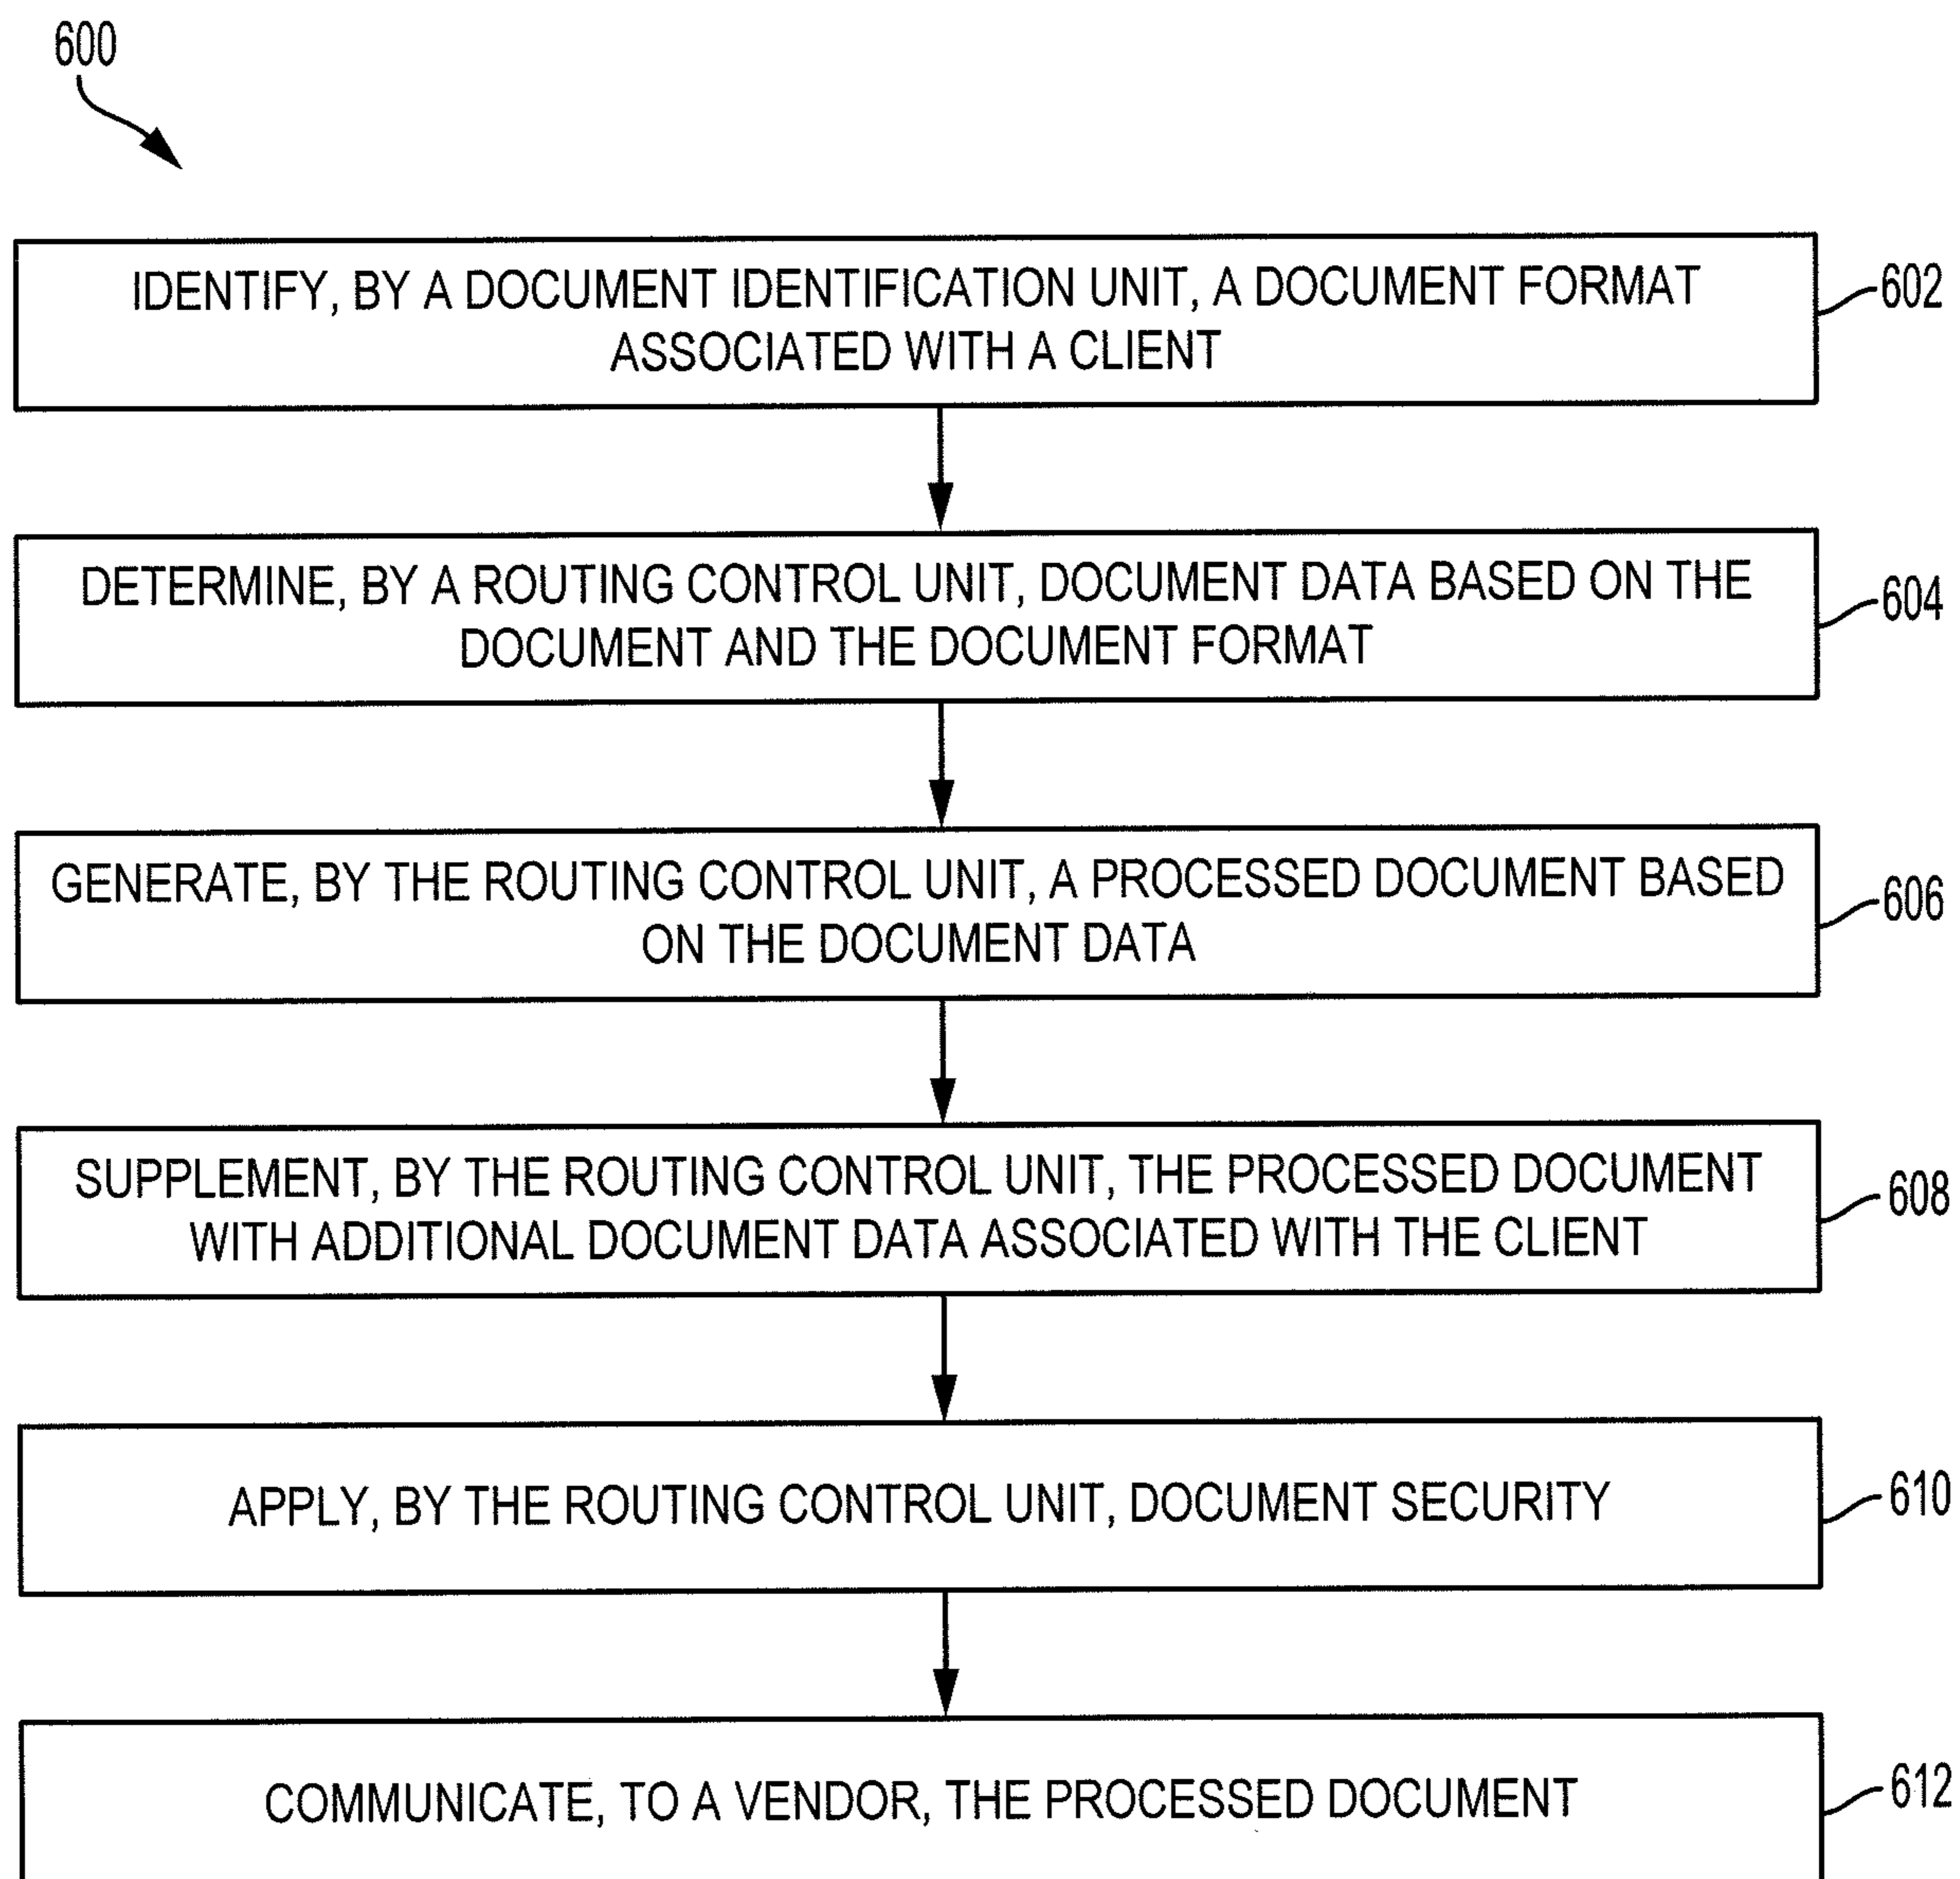 600
IDENTIFY, BY A DOCUMENT IDENTIFICATION UNIT, A DOCUMENT FORMAT
ASSOCIATED WITH A CLIENT
602
DETERMINE, BY A ROUTING CONTROL UNIT, DOCUMENT DATA BASED ON THE
DOCUMENT AND THE DOCUMENT FORMAT
604
GENERATE, BY THE ROUTING CONTROL UNIT, A PROCESSED DOCUMENT BASED
ON THE DOCUMENT DATA
606
SUPPLEMENT, BY THE ROUTING CONTROL UNIT, THE PROCESSED DOCUMENT
WITH ADDITIONAL DOCUMENT DATA ASSOCIATED WITH THE CLIENT
608
APPLY, BY THE ROUTING CONTROL UNIT, DOCUMENT SECURITY
610
COMMUNICATE, TO A VENDOR, THE PROCESSED DOCUMENT
612